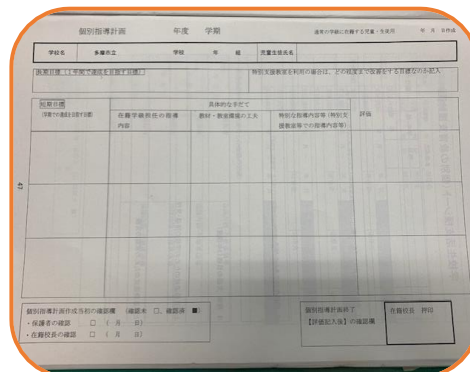 個別指導計画 年度 学期 通常の学級に在籍する児童・生徒用 年 月 日作成
学校名 多摩市立 学校 年 組 児童生徒氏名
長期目標(1年間で達成を目指す目標) 特別支援教室を利用の場合は、どの程度まで改善をする目標なのか記入
短期目標
(学期での達成を目指す目標)
具体的な手だて
在籍学級担任の指導内容
教材・教室環境の工夫
特別な指導内容等(特別支援教室等での指導内容等)
評価
47
個別指導計画作成当初の確認欄 (確認未 □、確認済 ■)
・保護者の確認 □ ( 月 日)
・在籍校長の確認 □ ( 月 日)
個別指導計画終了
【評価記入後】の確認欄
在籍校長 押印